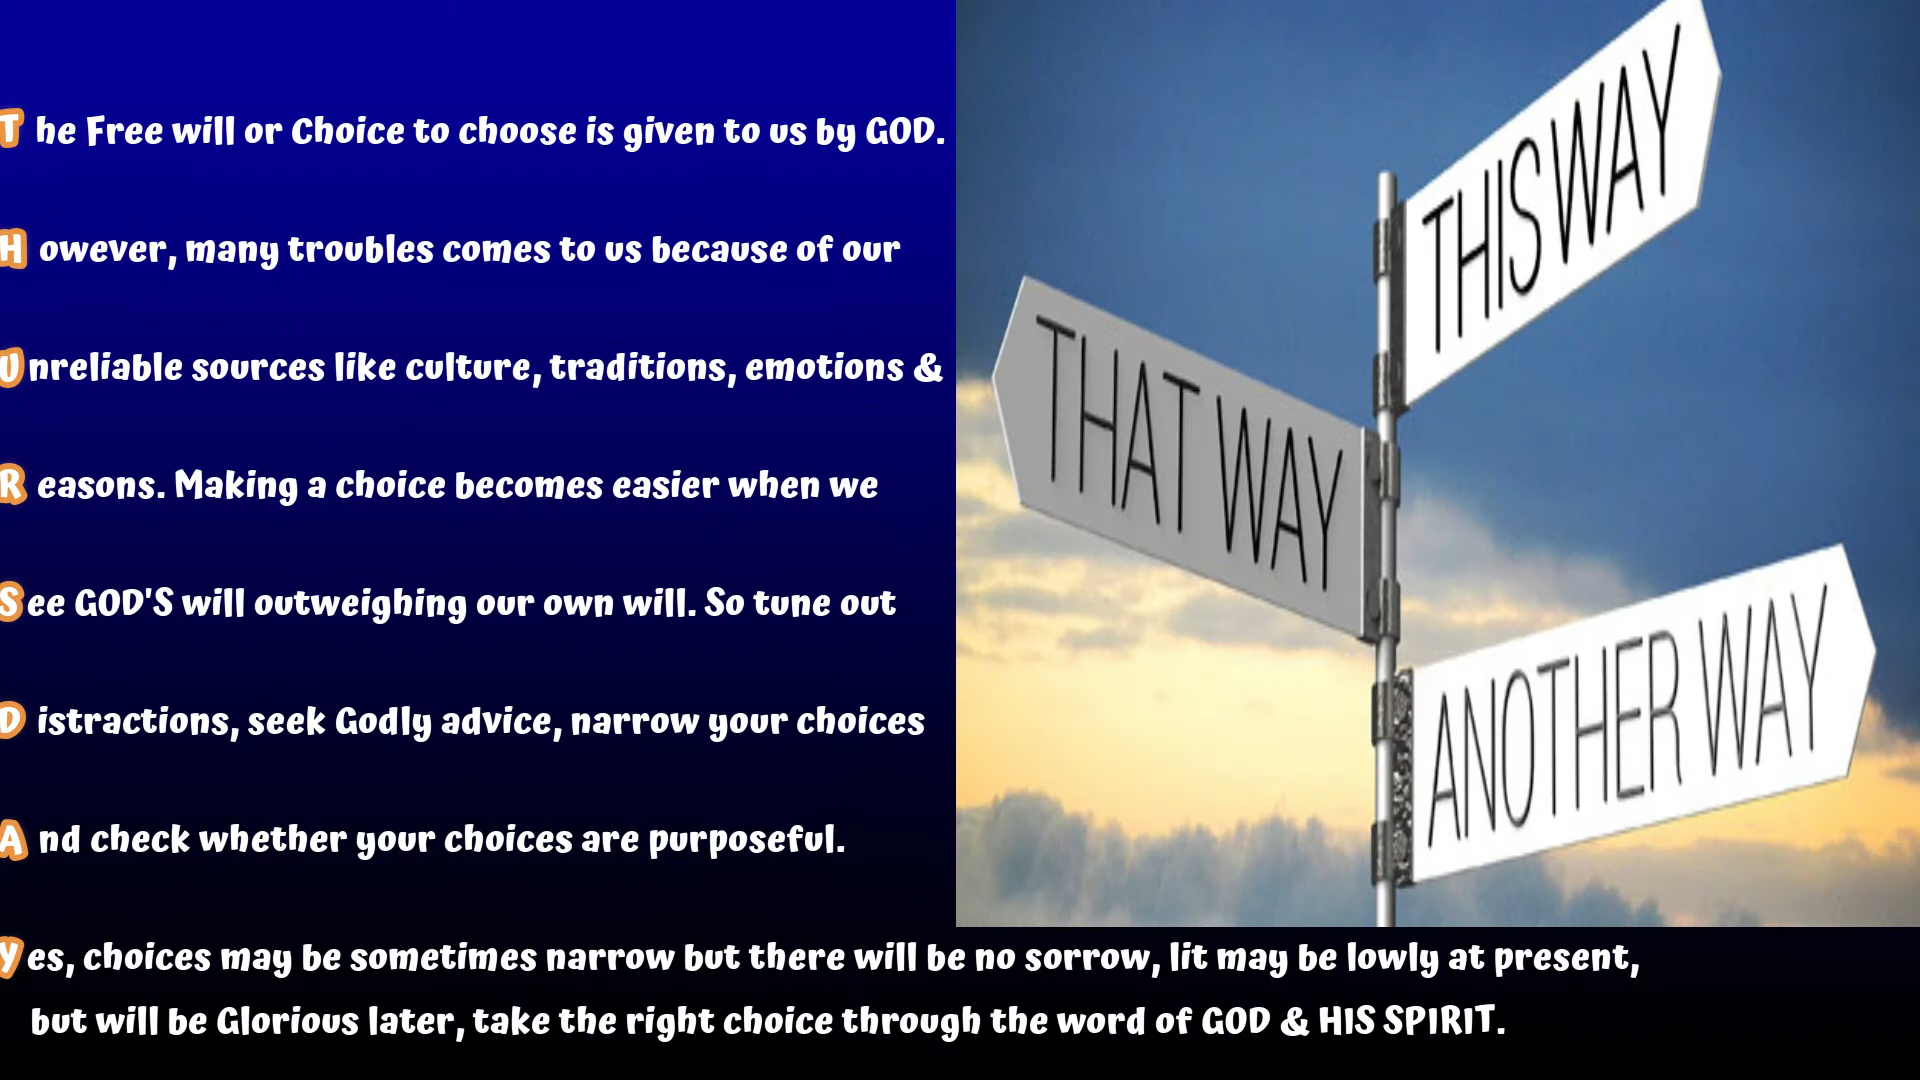 The Free will or Choice to choose is given to us by GOD.
However, many troubles comes to us because of our
Unreliable sources like culture, traditions, emotions &
Reasons. Making a choice becomes easier when we
See GOD'S will outweighing our own will. So tune out
Distractions, seek Godly advice, narrow your choices
And check whether your choices are purposeful.
Yes, choices may be sometimes narrow but there will be no sorrow, lit may be lowly at present,
but will be Glorious later, take the right choice through the word of GOD & HIS SPIRIT.
THIS WAY
THAT WAY
ANOTHER WAY